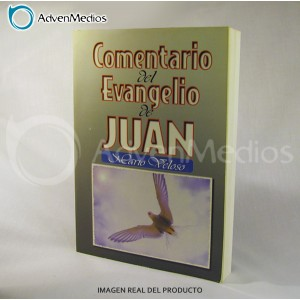 AdvenMedios
Comentario
del
Evangelio
de
JUAN
Mario Veloso
AdvenMedios
IMAGEN REAL DEL PRODUCTO